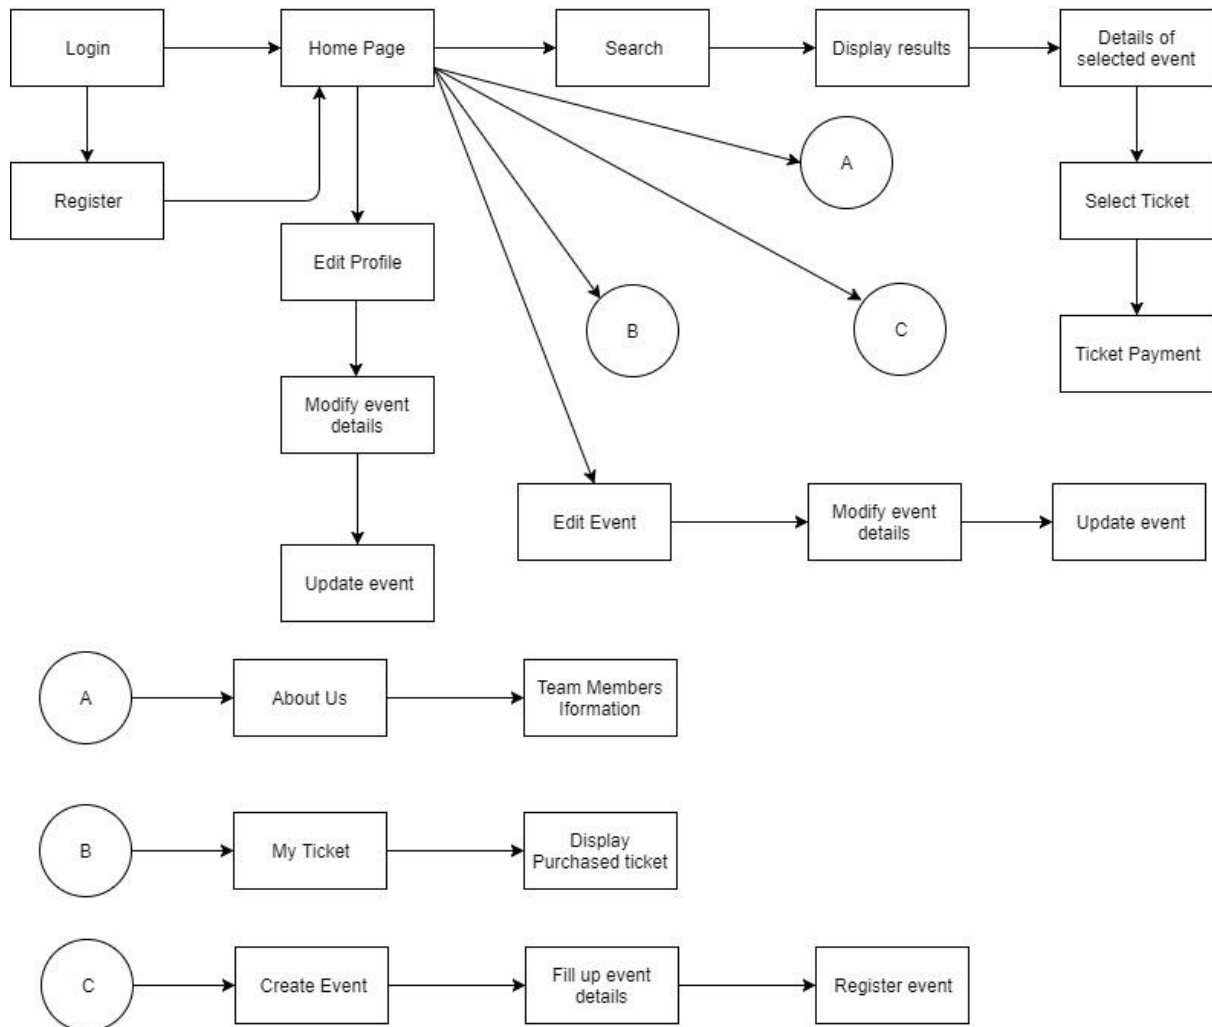 Login
Home Page
Search
Display results
Details of
selected event
A
Register
Select Ticket
Edit Profile
B
C
Ticket Payment
Modify event
details
Edit Event
Modify event
details
Update event
Update event
A
About Us
Team Members
Iformation
B
My Ticket
Display
Purchased ticket
C
Create Event
Fill up event
details
Register event